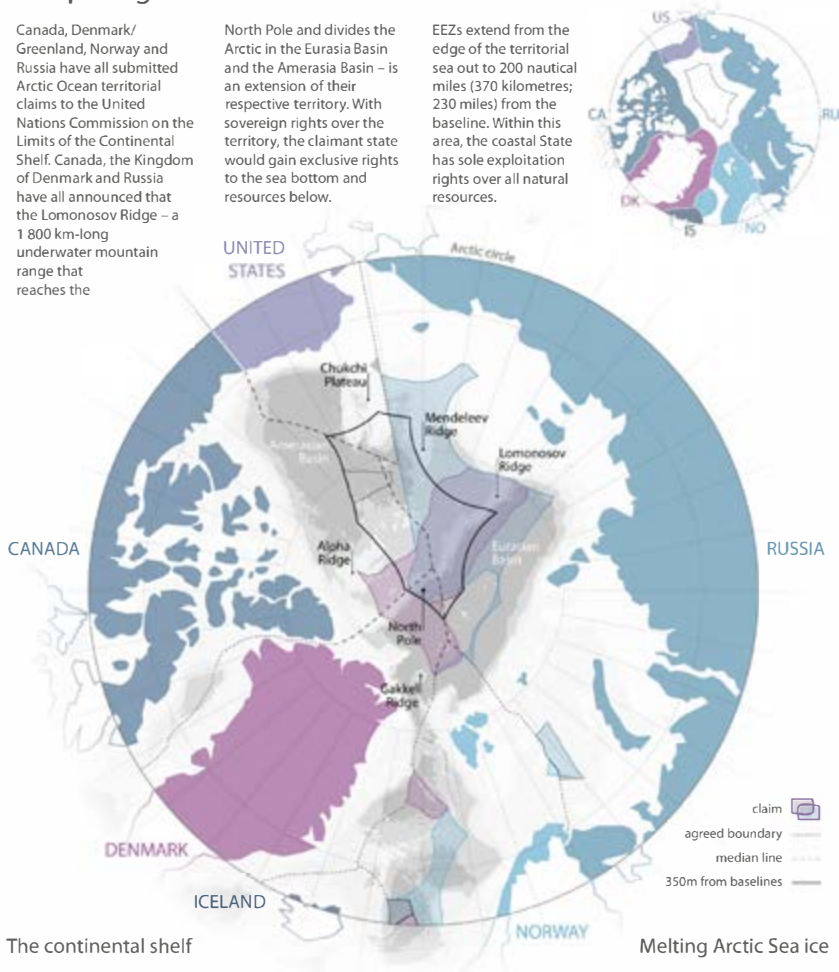 Canada, Denmark/
Greenland, Norway and
Russia have all submitted
Arctic Ocean territorial
claims to the United
Nations Commission on the
Limits of the Continental
Shelf. Canada, the Kingdom
of Denmark and Russia
have all announced that
the Lomonosov Ridge – a
1 800 km-long
underwater mountain
range that
reaches the
North Pole and divides the
Arctic in the Eurasia Basin
and the Amerasia Basin – is
an extension of their
respective territory. With
sovereign rights over the
territory, the claimant state
would gain exclusive rights
to the sea bottom and
resources below.
EEZs extend from the
edge of the territorial
sea out to 200 nautical
miles (370 kilometres;
230 miles) from the
baseline. Within this
area, the coastal State
has sole exploitation
rights over all natural
resources.
US
CA
RU
DK
IS
NO
UNITED
STATES
Arctic circle
Chukchi
Plateau
Mendeleev
Ridge
Amerasian
Basin
Lomonosov
Ridge
CANADA
Alpha
Ridge
Eurasian
Basin
RUSSIA
North
Pole
Gakkell
Ridge
claim
agreed boundary
median line
350m from baselines
DENMARK
ICELAND
NORWAY
The continental shelf
Melting Arctic Sea ice